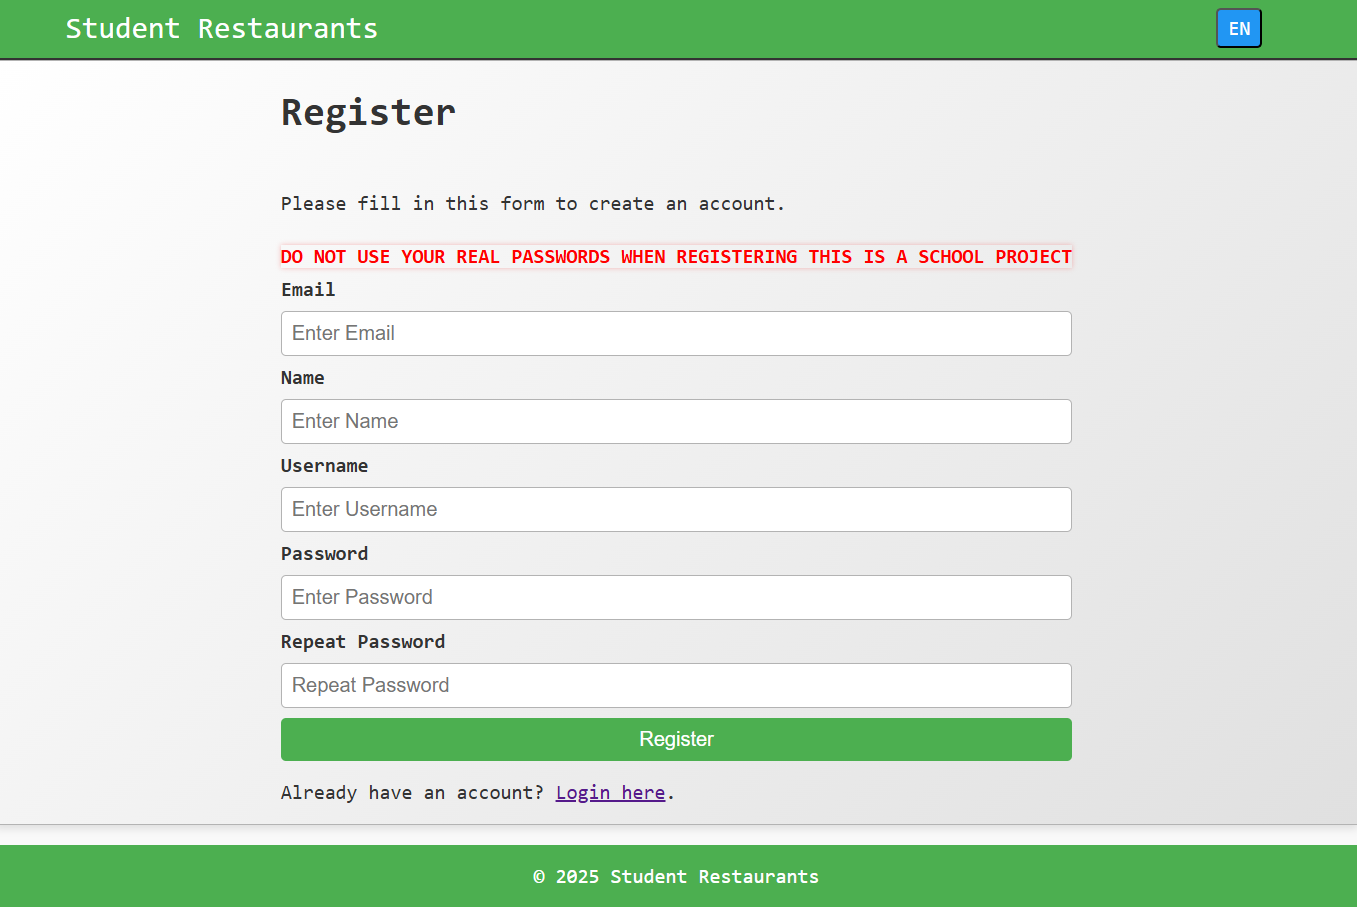 Student Restaurants
EN
Register
Please fill in this form to create an account.
DO NOT USE YOUR REAL PASSWORDS WHEN REGISTERING THIS IS A SCHOOL PROJECT
Email
Enter Email
Name
Enter Name
Username
Enter Username
Password
Enter Password
Repeat Password
Repeat Password
Register
Already have an account? Login here.
© 2025 Student Restaurants